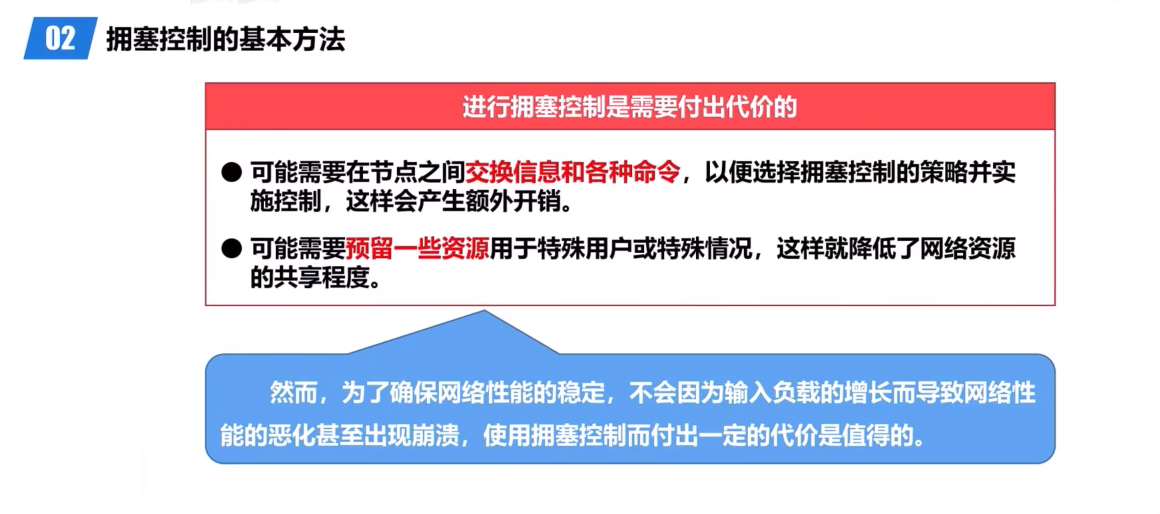 02 拥塞控制的基本方法
进行拥塞控制是需要付出代价的
● 可能需要在节点之间交换信息和各种命令，以便选择拥塞控制的策略并实
施控制，这样会产生额外开销。
● 可能需要预留一些资源用于特殊用户或特殊情况，这样就降低了网络资源
的共享程度。
然而，为了确保网络性能的稳定，不会因为输入负载的增长而导致网络性
能的恶化甚至出现崩溃，使用拥塞控制而付出一定的代价是值得的。